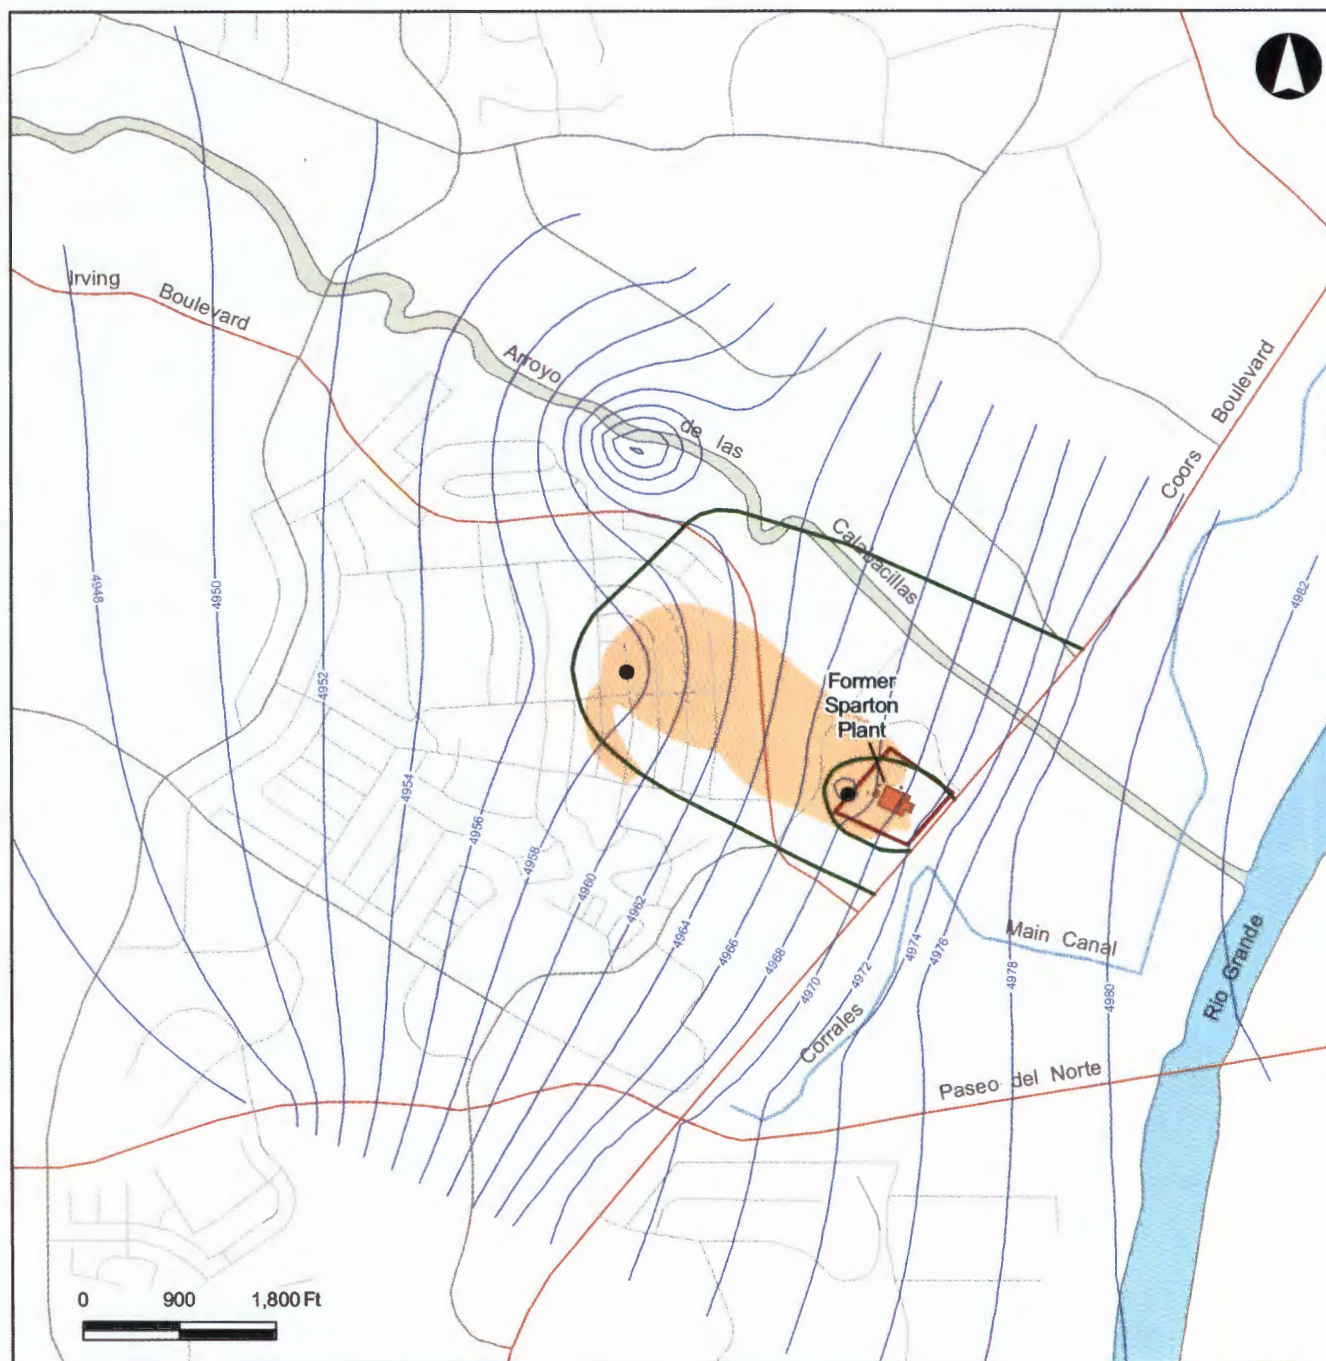 Irving
Boulevard
Arroyo
de las
Calabacillas
Coors
Boulevard
4948
4950
4952
4954
4956
4958
4960
4962
4964
4966
4968
4970
4972
4974
4976
4978
4980
4982
Former
Sparton
Plant
Main Canal
Corrales
Rio Grande
Paseo del Norte
0 900 1,800 Ft